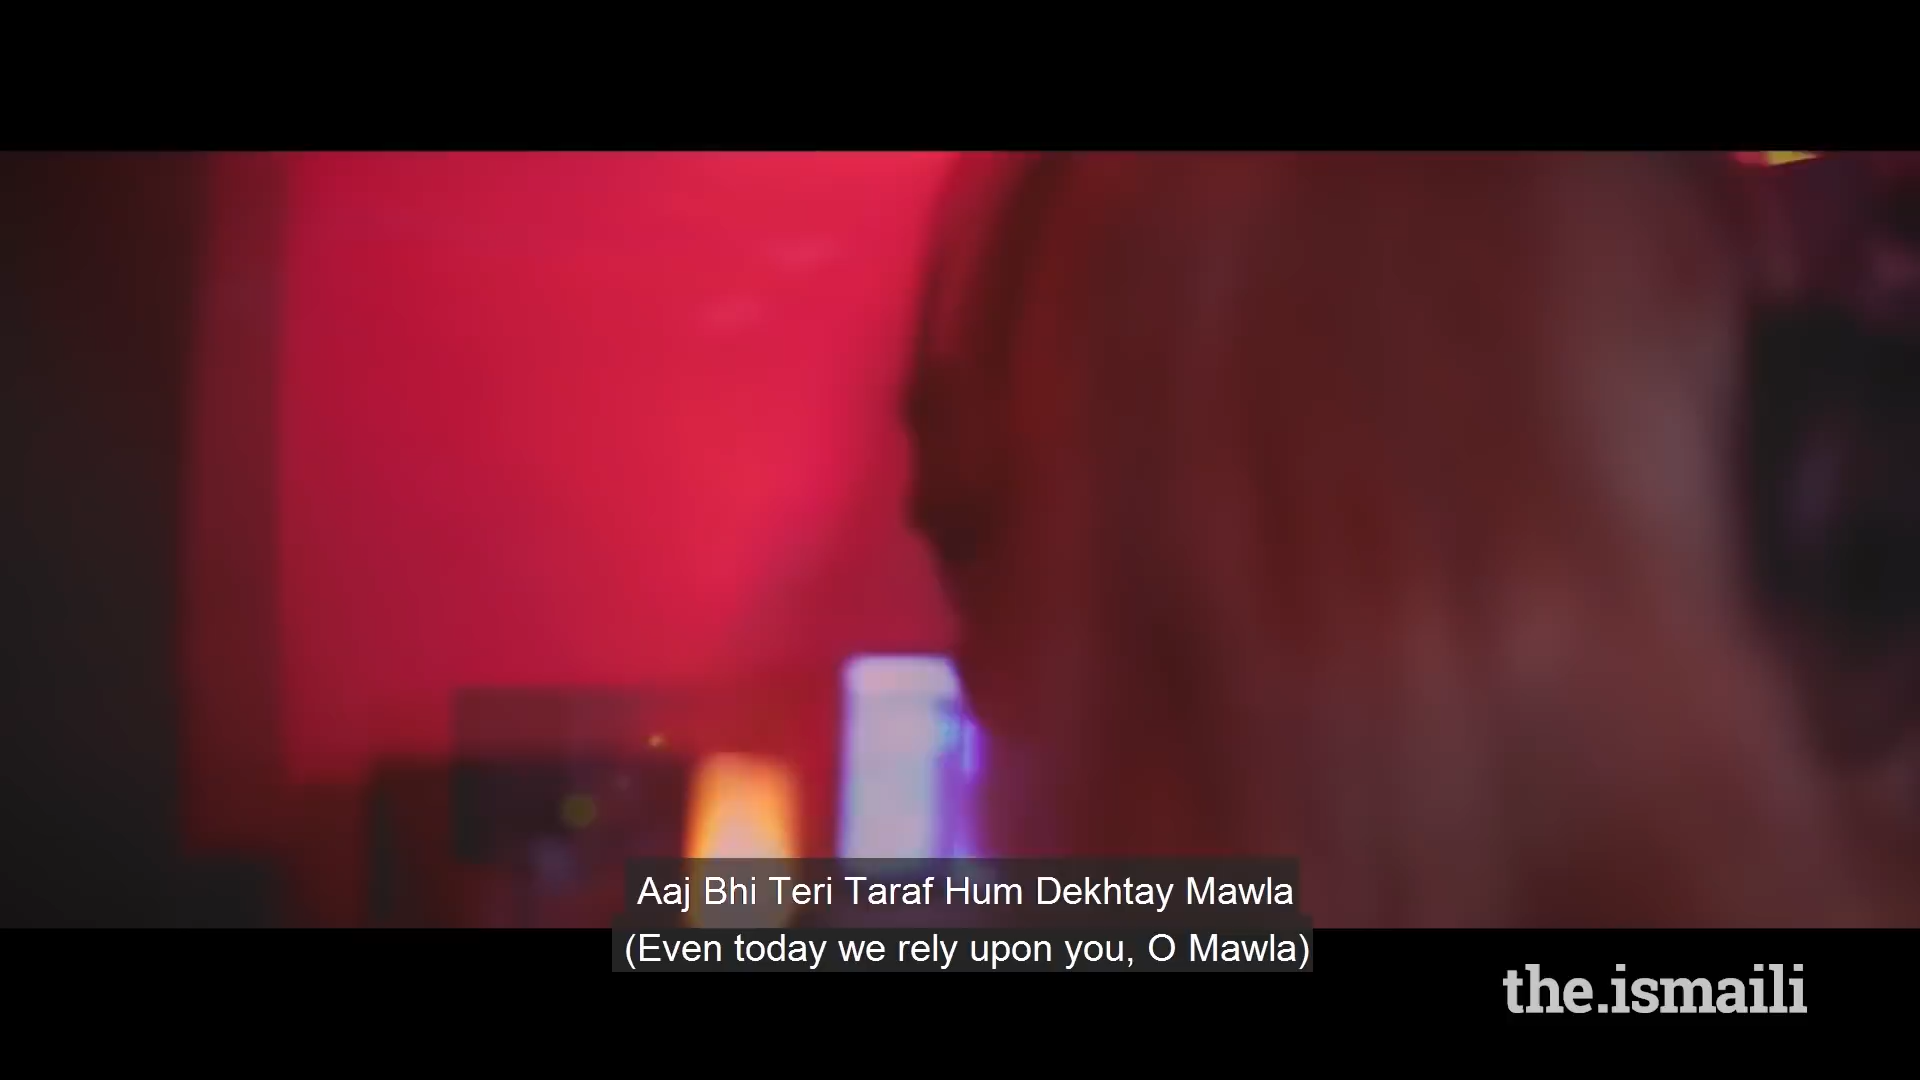 Aaj Bhi Teri Taraf Hum Dekhtay Mawla
(Even today we rely upon you, O Mawla)
the.ismaili